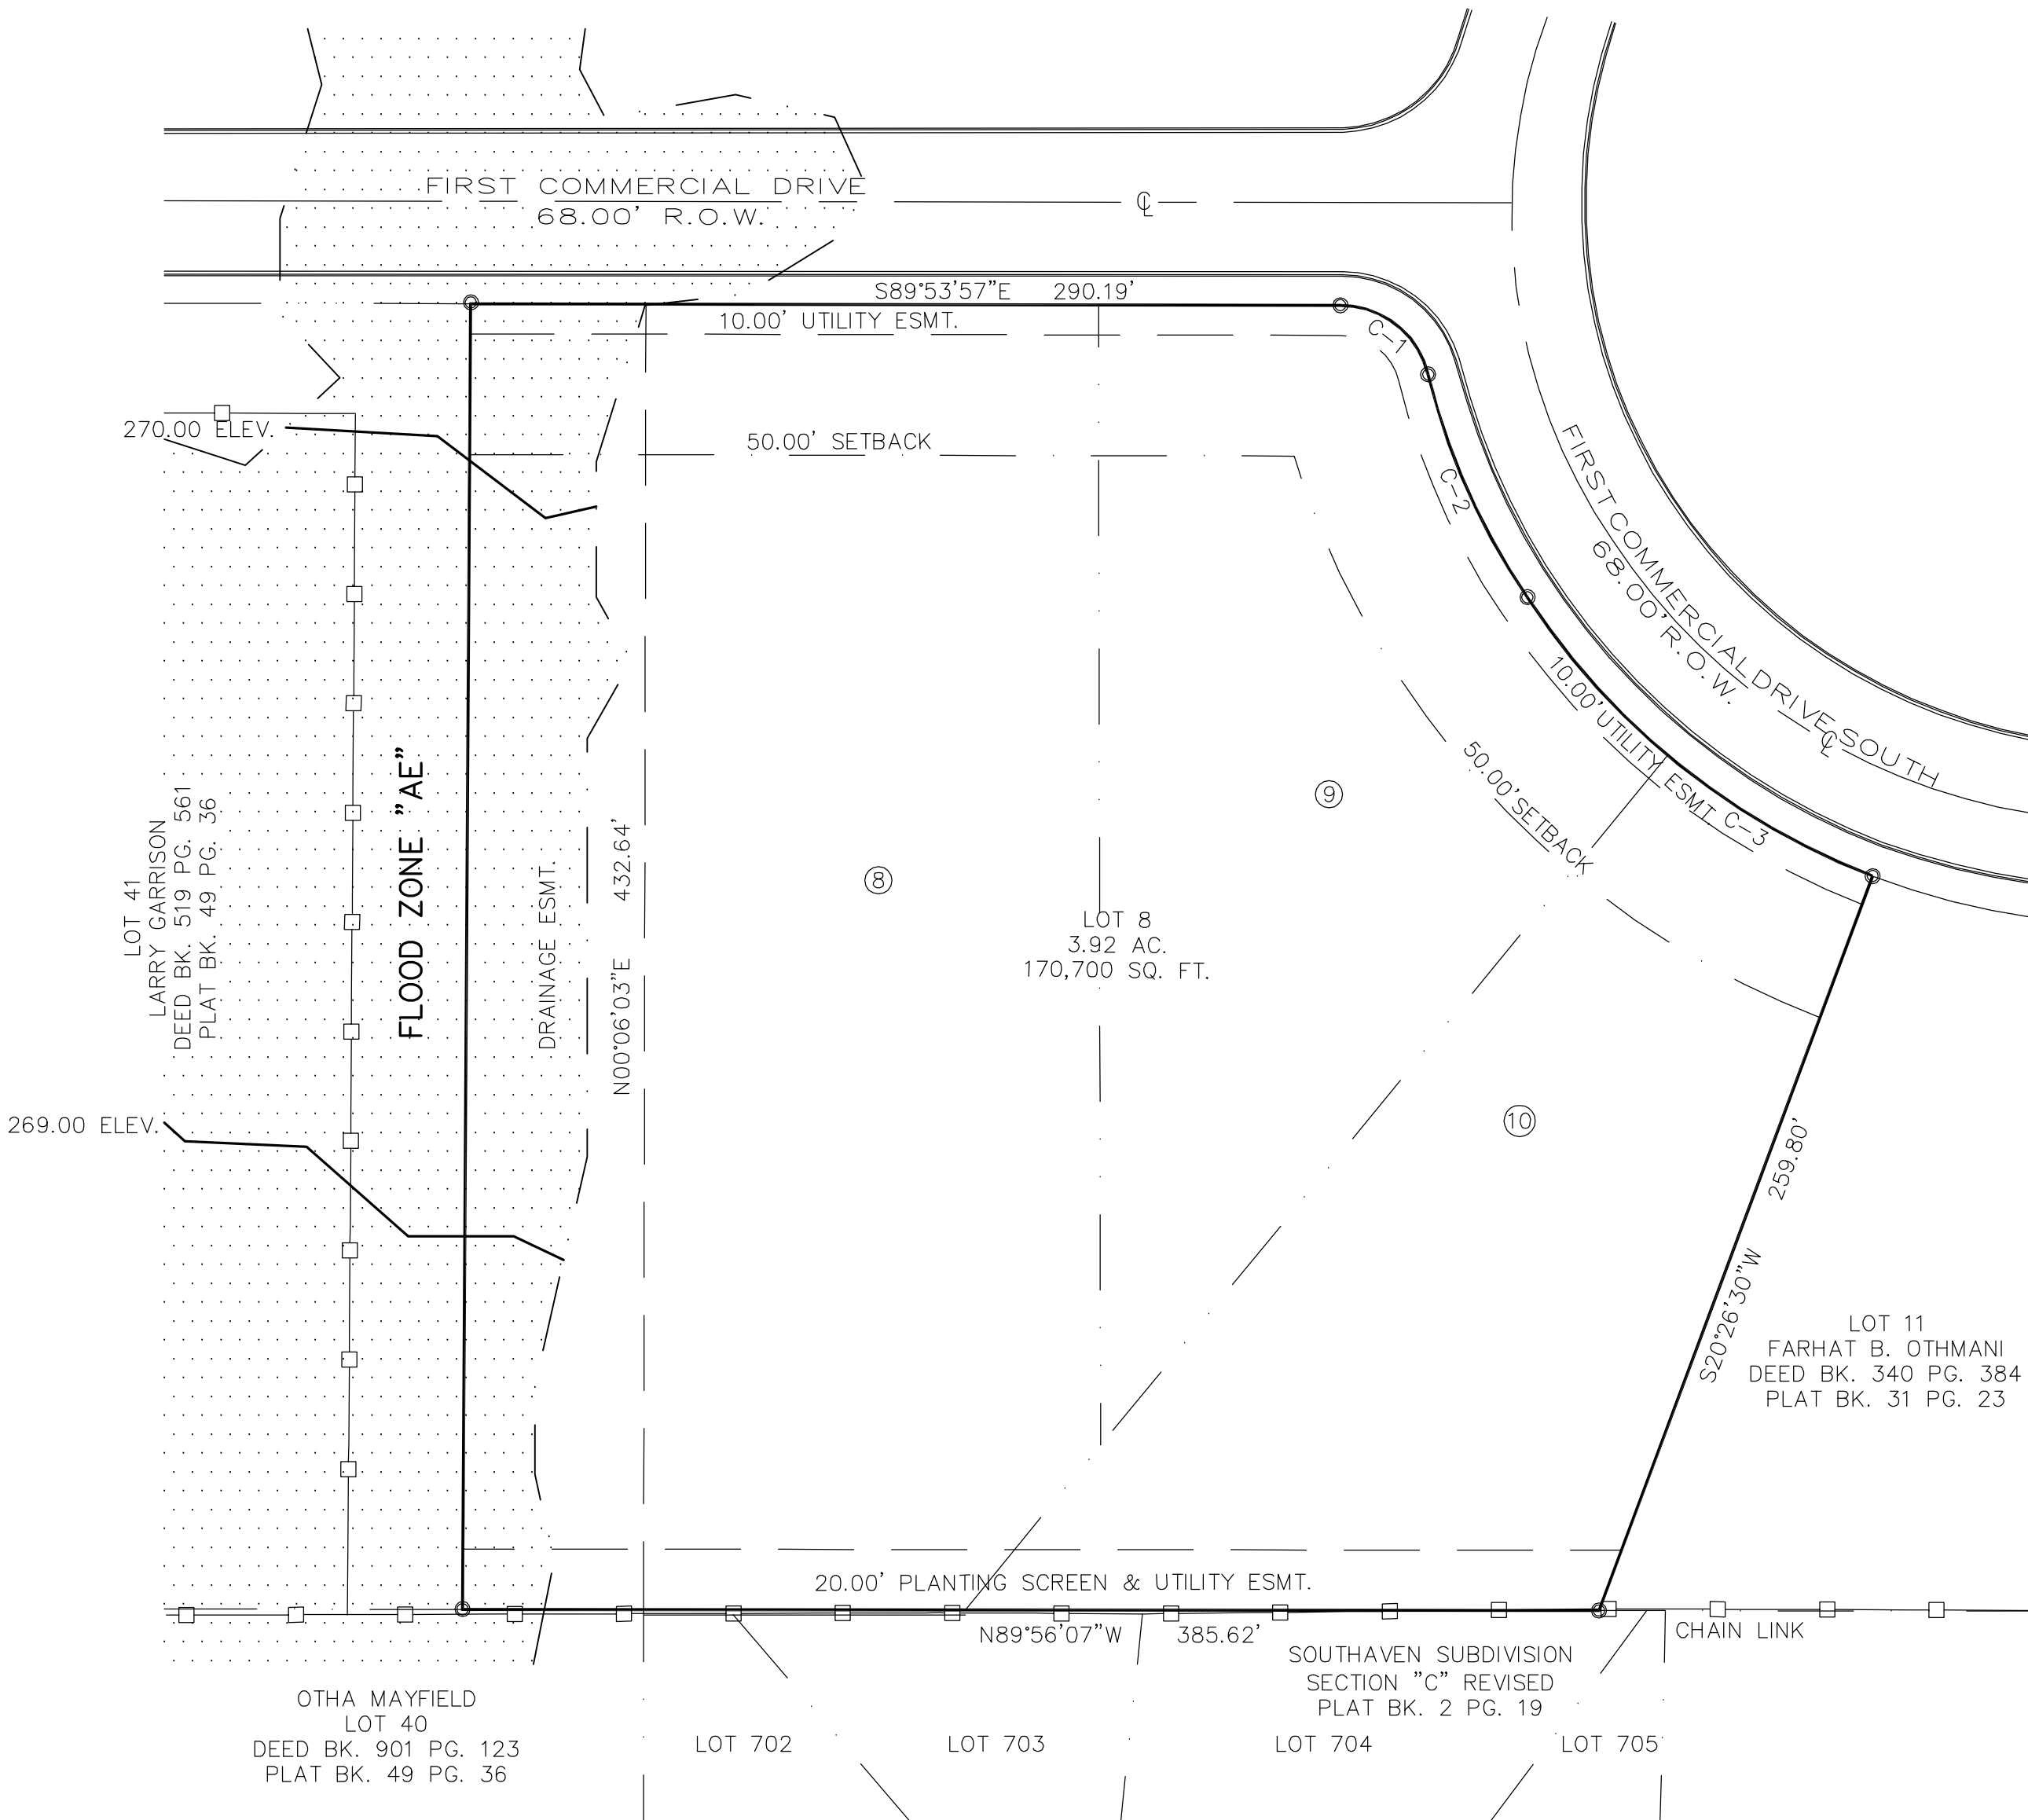 FIRST COMMERCIAL DRIVE
68.00' R.O.W.
℄
S89°53'57"E 290.19'
10.00' UTILITY ESMT.
C-1
270.00 ELEV.
50.00' SETBACK
C-2
FIRST COMMERCIAL DRIVE SOUTH
68.00' R.O.W.
℄
10.00' UTILITY ESMT.
C-3
50.00' SETBACK
LOT 41
LARRY GARRISON
DEED BK. 519 PG. 561
PLAT BK. 49 PG. 36
FLOOD ZONE "AE"
DRAINAGE ESMT.
N00°06'03"E 432.64'
8
9
LOT 8
3.92 AC.
170,700 SQ. FT.
10
269.00 ELEV.
S20°26'30"W 259.80'
LOT 11
FARHAT B. OTHMANI
DEED BK. 340 PG. 384
PLAT BK. 31 PG. 23
20.00' PLANTING SCREEN & UTILITY ESMT.
N89°56'07"W 385.62'
CHAIN LINK
SOUTHAVEN SUBDIVISION
SECTION "C" REVISED
PLAT BK. 2 PG. 19
OTHA MAYFIELD
LOT 40
DEED BK. 901 PG. 123
PLAT BK. 49 PG. 36
LOT 702
LOT 703
LOT 704
LOT 705